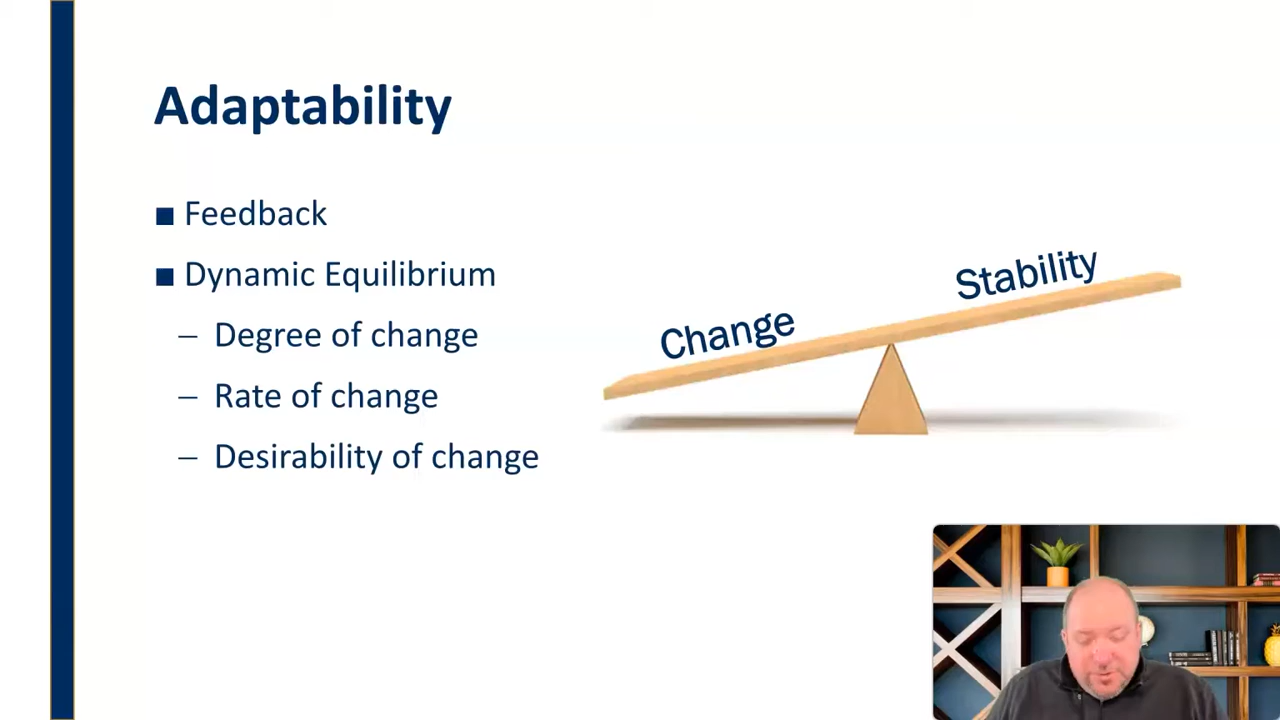 Adaptability
■ Feedback
■ Dynamic Equilibrium
– Degree of change
– Rate of change
– Desirability of change
Change
Stability